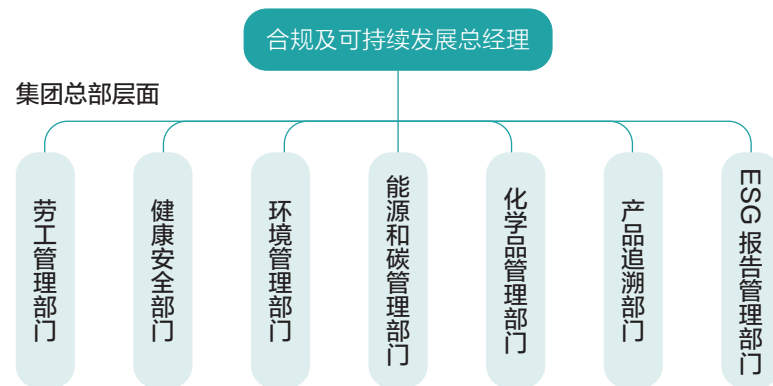 合规及可持续发展总经理
集团总部层面
劳工管理部门
健康安全部门
环境管理部门
能源和碳管理部门
化学品管理部门
产品追溯部门
ESG 报告管理部门